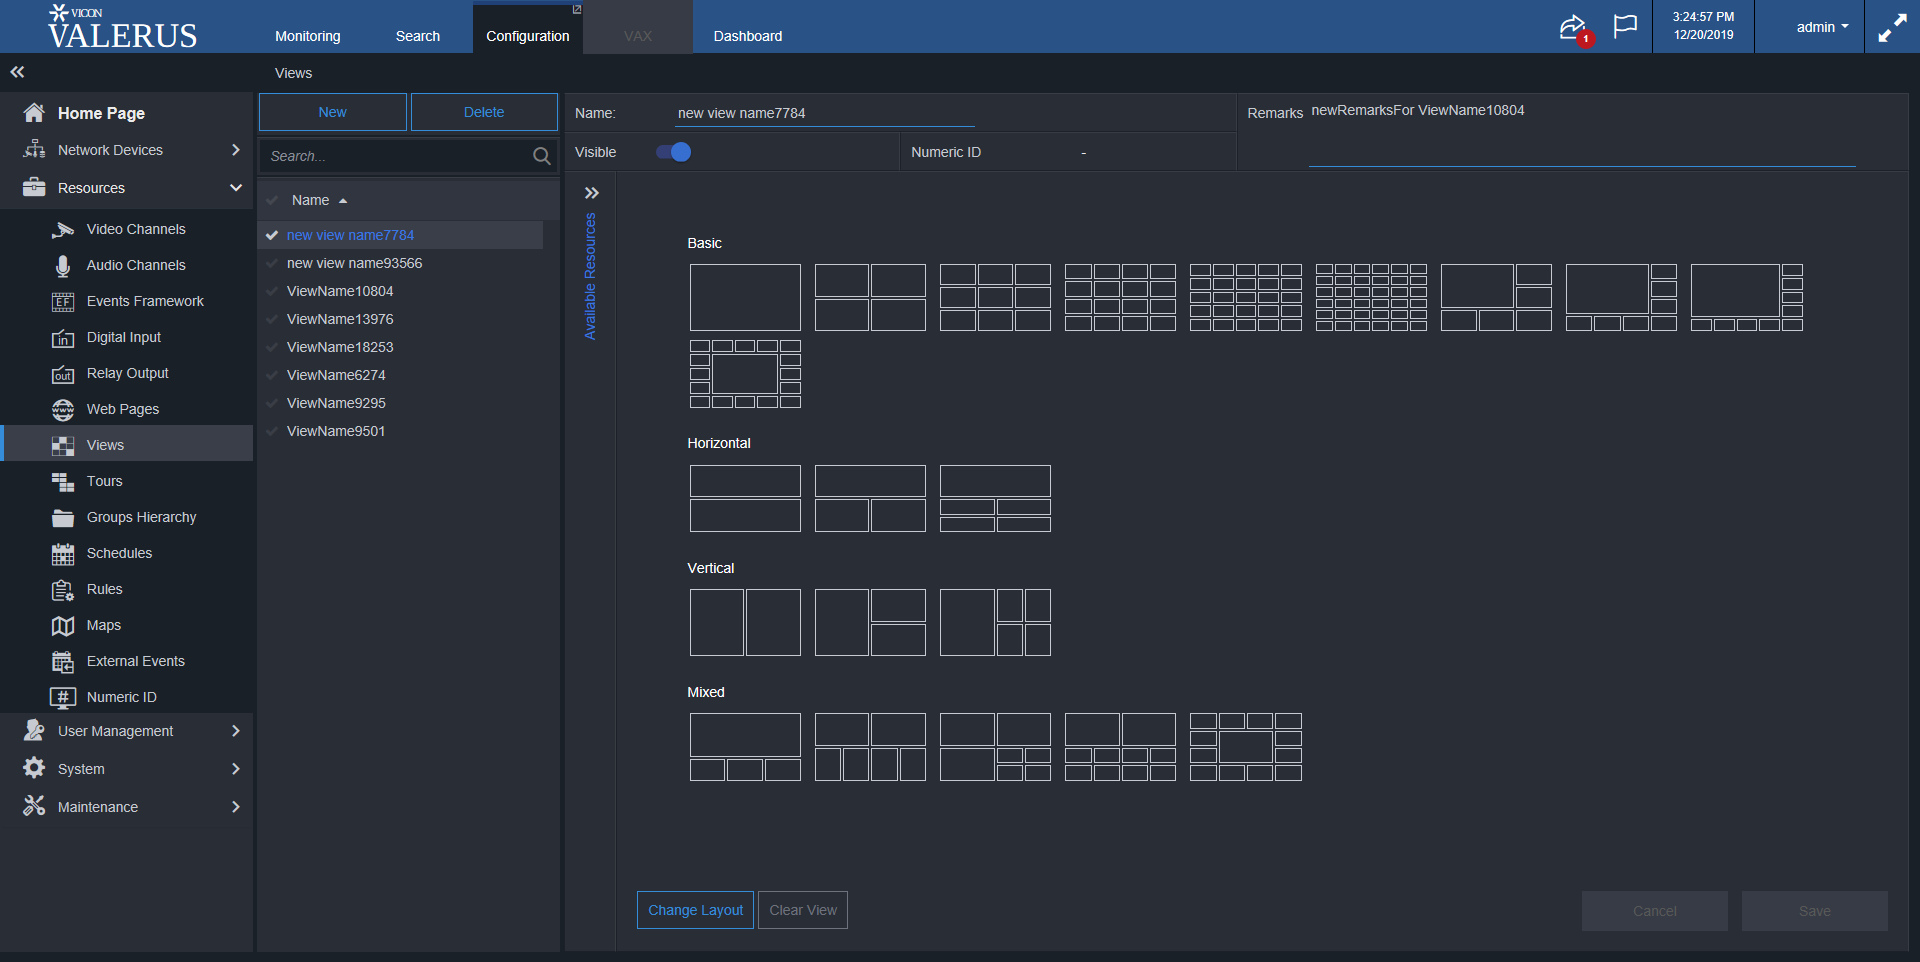 VICON
VALERUS
Monitoring
Search
Configuration
VAX
Dashboard
1
3:24:57 PM
12/20/2019
admin
Views
Home Page
Network Devices
Resources
Video Channels
Audio Channels
EF
Events Framework
in
Digital Input
out
Relay Output
www
Web Pages
Views
Tours
Groups Hierarchy
Schedules
Rules
Maps
External Events
#
Numeric ID
User Management
System
Maintenance
New
Delete
Search...
Name
new view name7784
new view name93566
ViewName10804
ViewName13976
ViewName18253
ViewName6274
ViewName9295
ViewName9501
Name:
new view name7784
Remarks
newRemarksFor ViewName10804
Visible
Numeric ID
-
Available Resources
Basic
Horizontal
Vertical
Mixed
Change Layout
Clear View
Cancel
Save